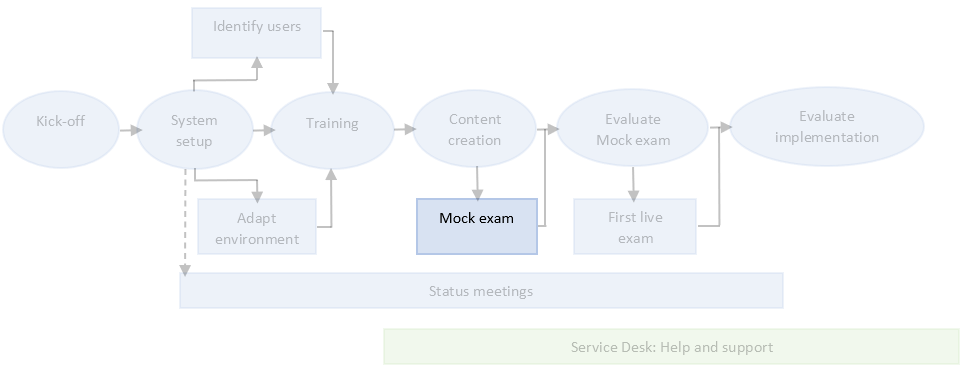 Identify users
Kick-off
System
setup
Training
Content
creation
Evaluate
Mock exam
Evaluate
implementation
Adapt
environment
Mock exam
First live
exam
Status meetings
Service Desk: Help and support